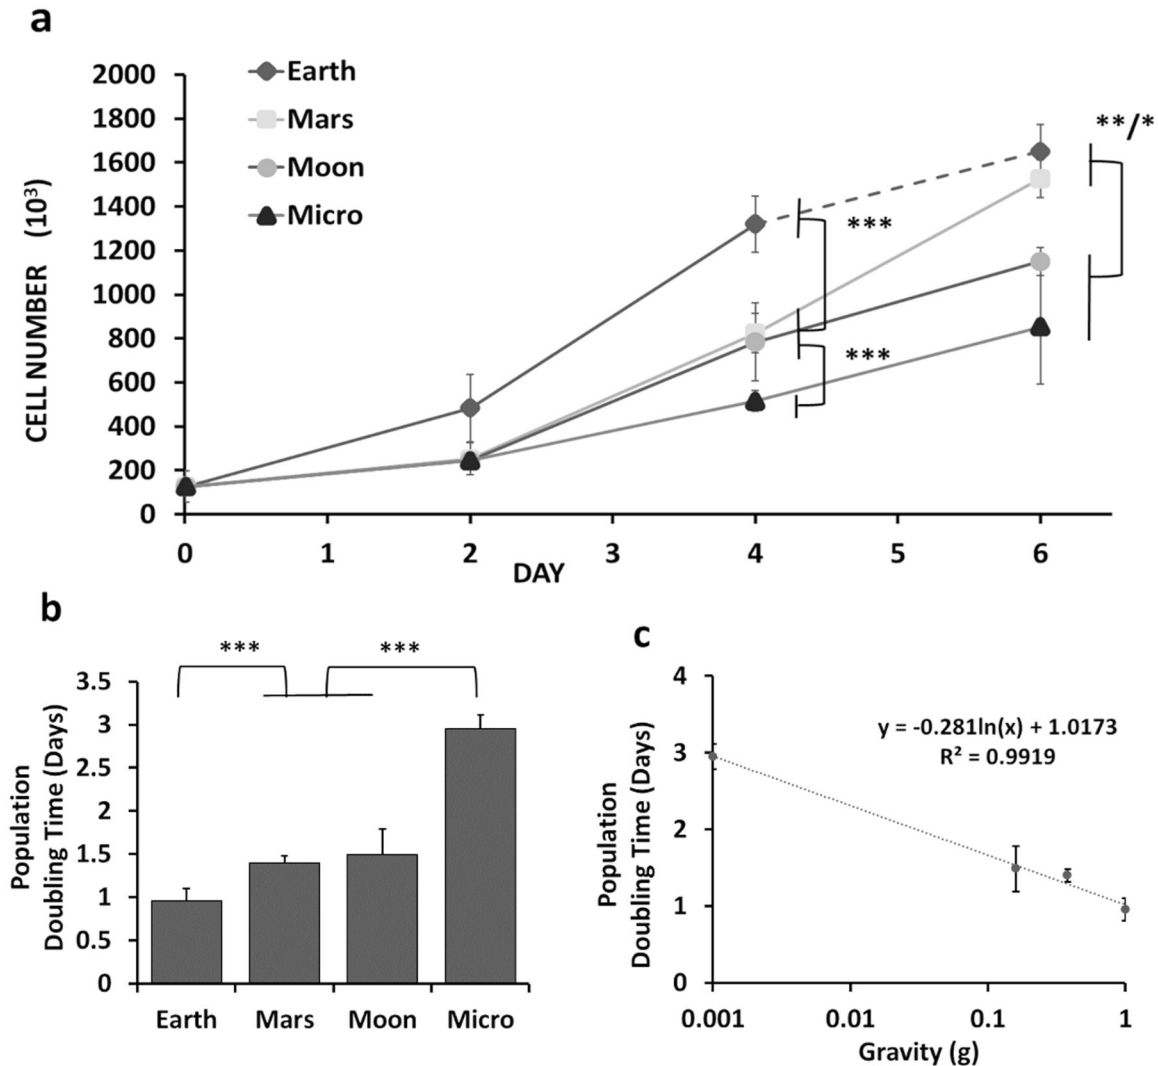 a
Earth
Mars
Moon
Micro
2000
1800
1600
1400
1200
1000
800
600
400
200
0
CELL NUMBER (10³)
**/*
***
***
0 1 2 3 4 5 6
DAY
b
***
***
3.5
3
2.5
2
1.5
1
0.5
0
Population
Doubling Time (Days)
Earth Mars Moon Micro
c
4
3
2
1
0
Population
Doubling Time (Days)
y = -0.281ln(x) + 1.0173
R² = 0.9919
0.001 0.01 0.1 1
Gravity (g)